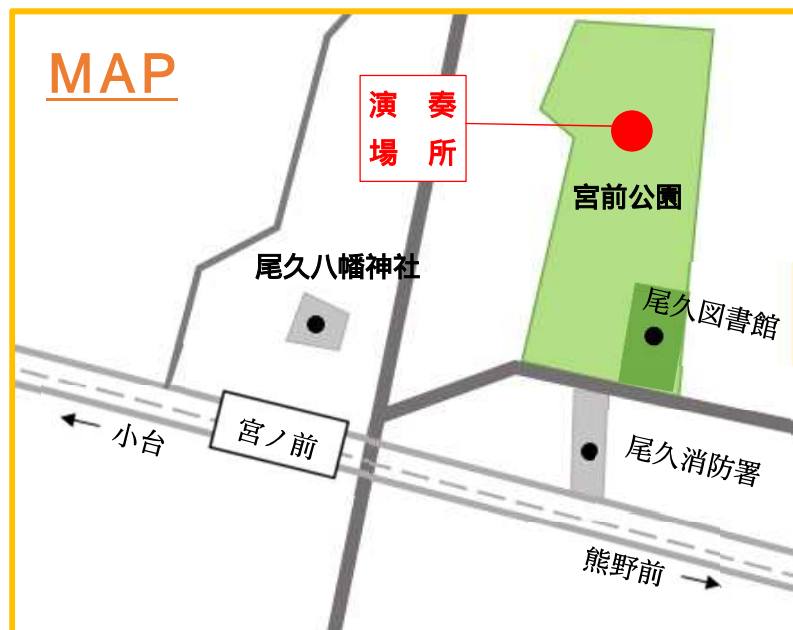 MAP
演 奏
場 所
宮前公園
尾久八幡神社
尾久図書館
宮ノ前
← 小台
尾久消防署
熊野前 →